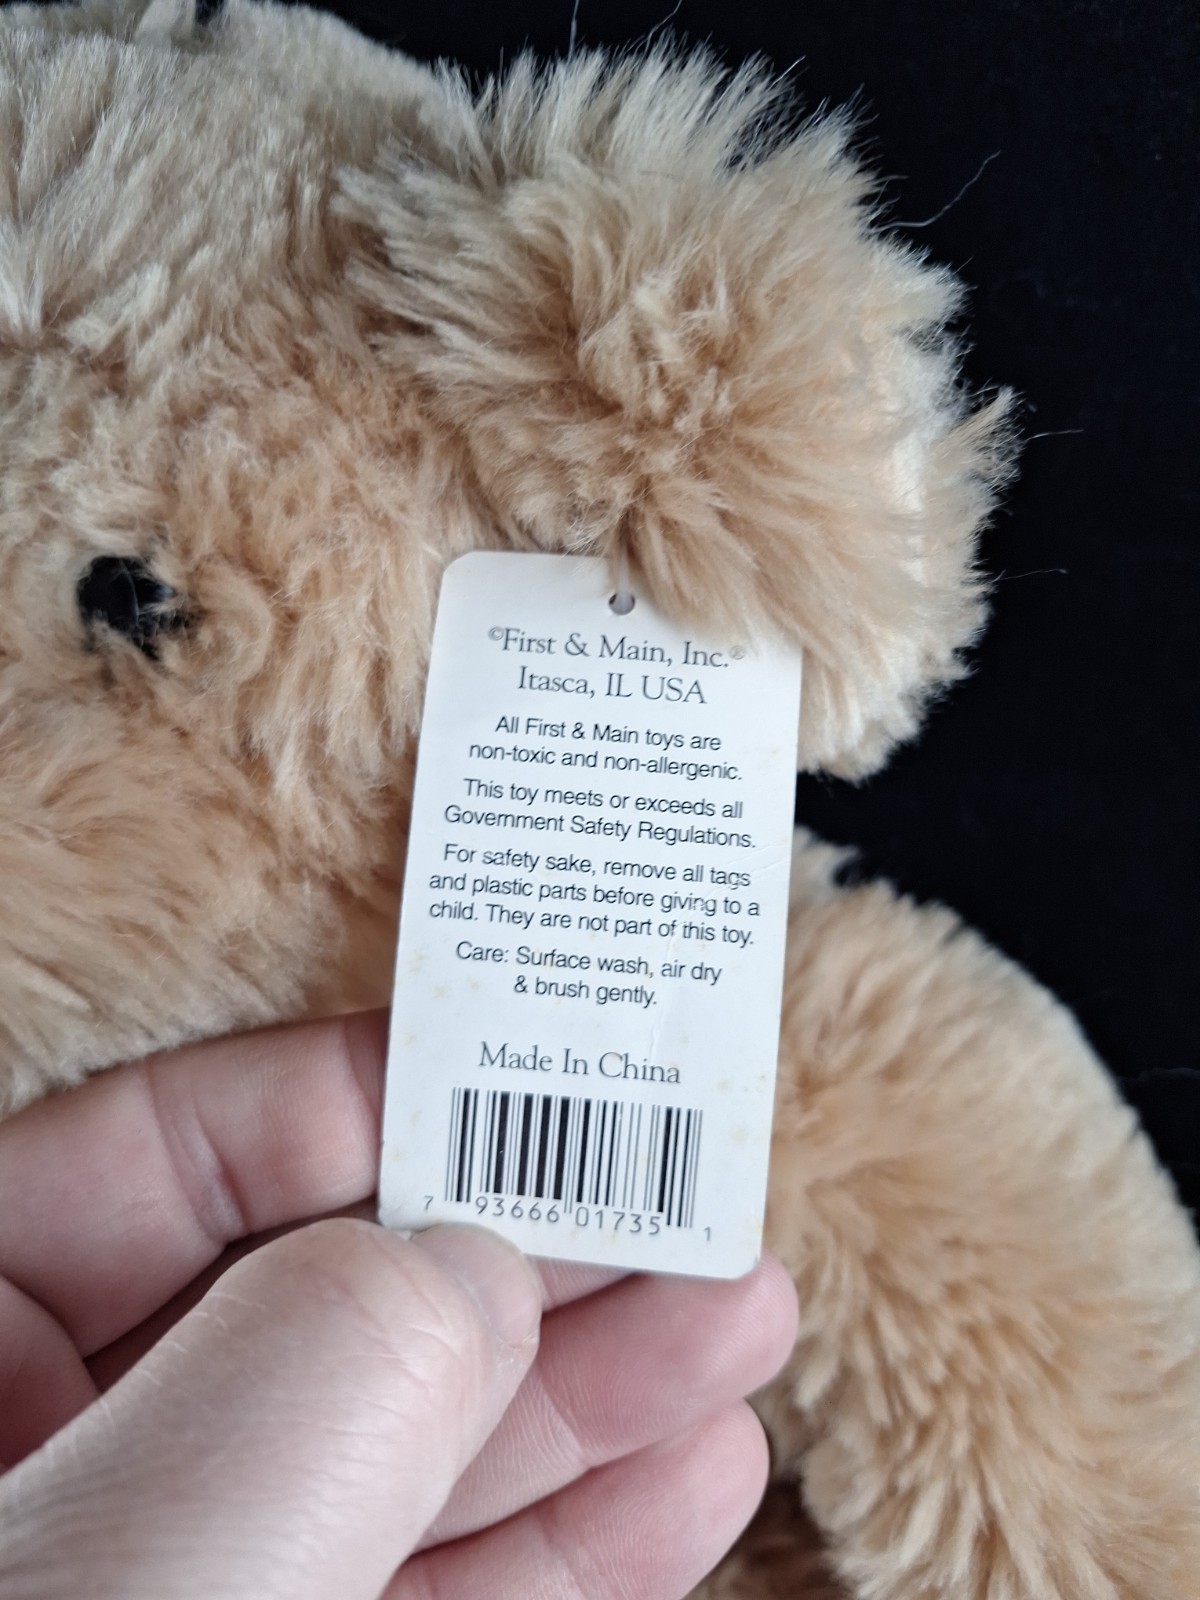 ©First & Main, Inc.®
Itasca, IL USA
All First & Main toys are
non-toxic and non-allergenic.
This toy meets or exceeds all
Government Safety Regulations.
For safety sake, remove all tags
and plastic parts before giving to a
child. They are not part of this toy.
Care: Surface wash, air dry
& brush gently.
Made In China
7 93666 01735 1